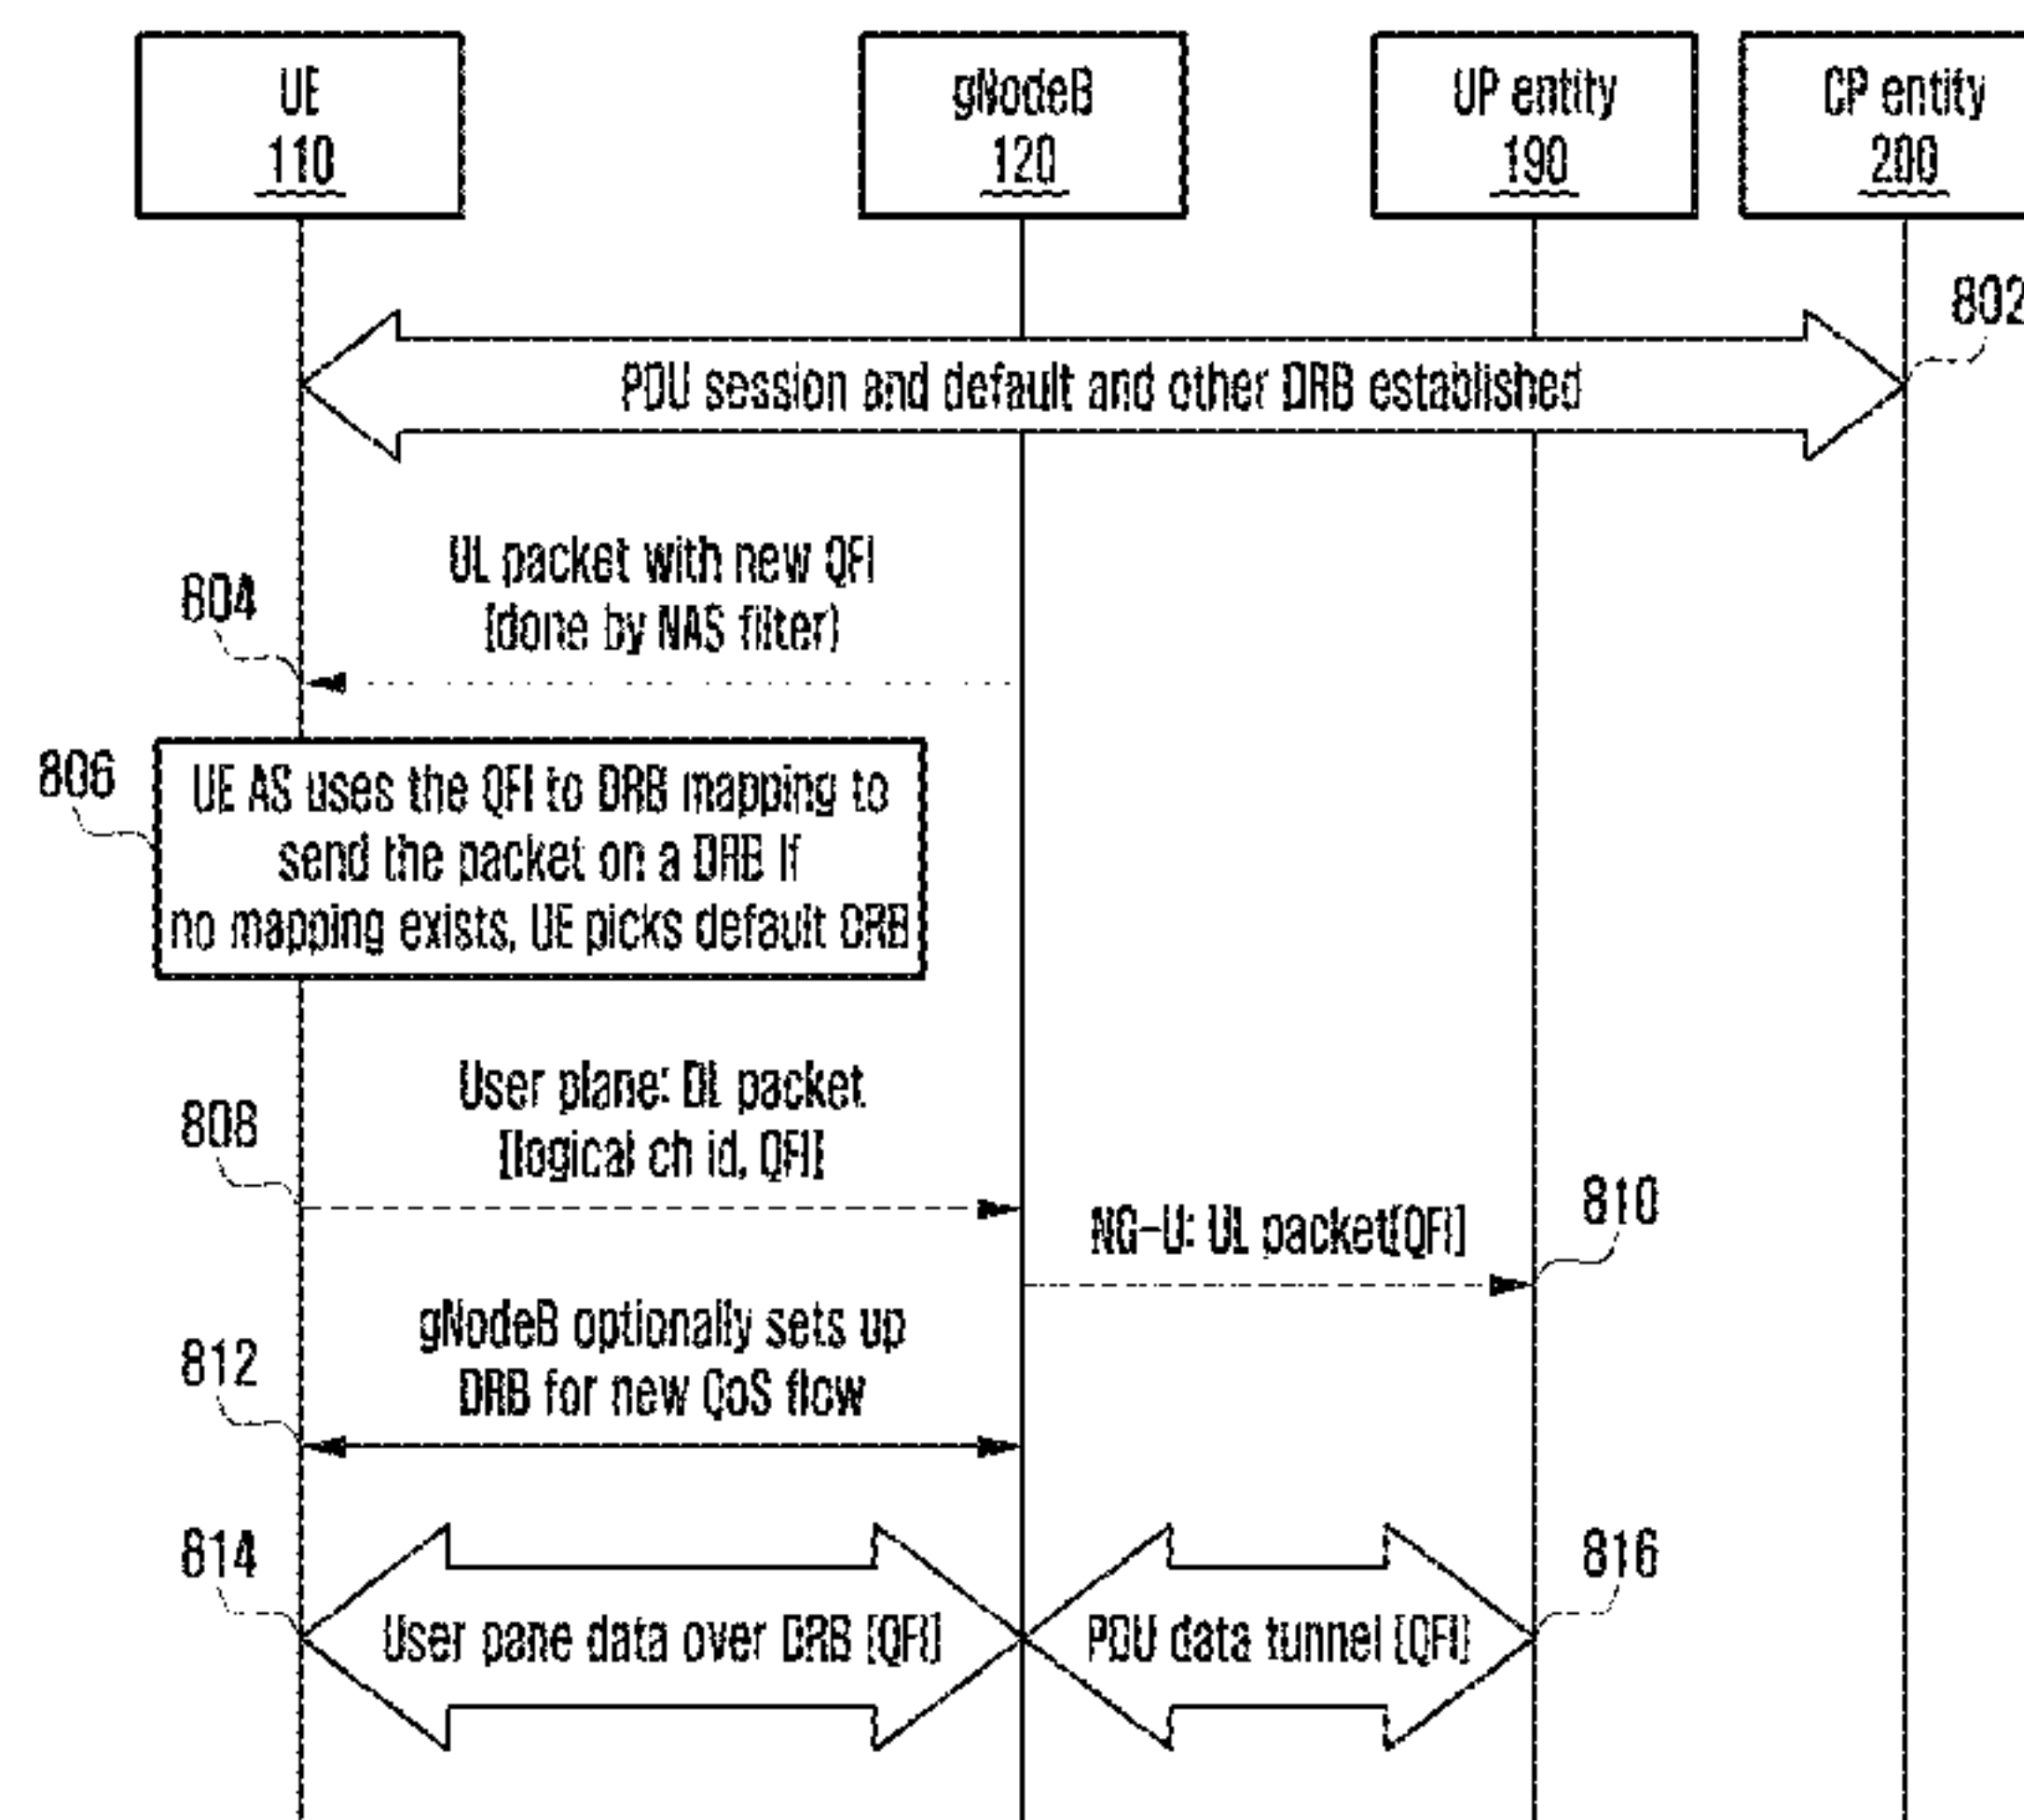 UE
110
gNodeB
120
UP entity
190
CP entity
200
802
PDU session and default and other DRB established
804
UL packet with new QFI
(done by NAS filter)
806
UE AS uses the QFI to DRB mapping to
send the packet on a DRB If
no mapping exists, UE picks default DRB
808
User plane: DL packet
[logical ch id, QFI]
NG-U: UL packet[QFI]
810
812
gNodeB optionally sets up
DRB for new QoS flow
814
User pane data over DRB [QFI]
PDU data tunnel [QFI]
816